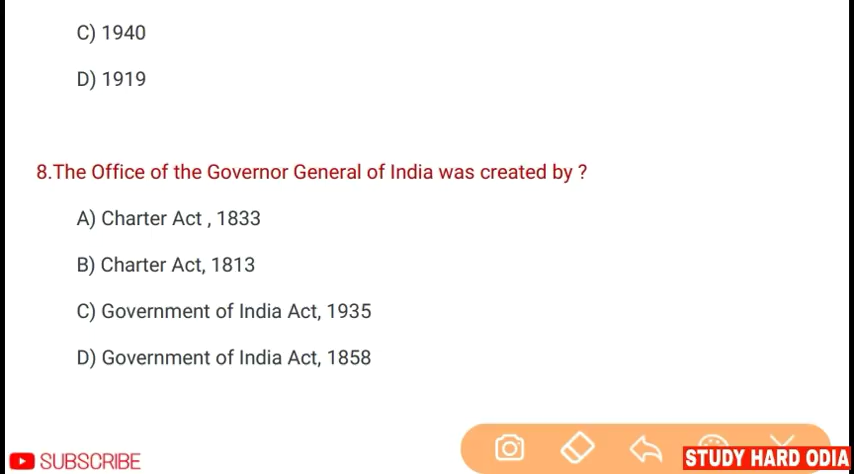 C) 1940
D) 1919
8.The Office of the Governor General of India was created by ?
A) Charter Act , 1833
B) Charter Act, 1813
C) Government of India Act, 1935
D) Government of India Act, 1858
SUBSCRIBE
STUDY HARD ODIA